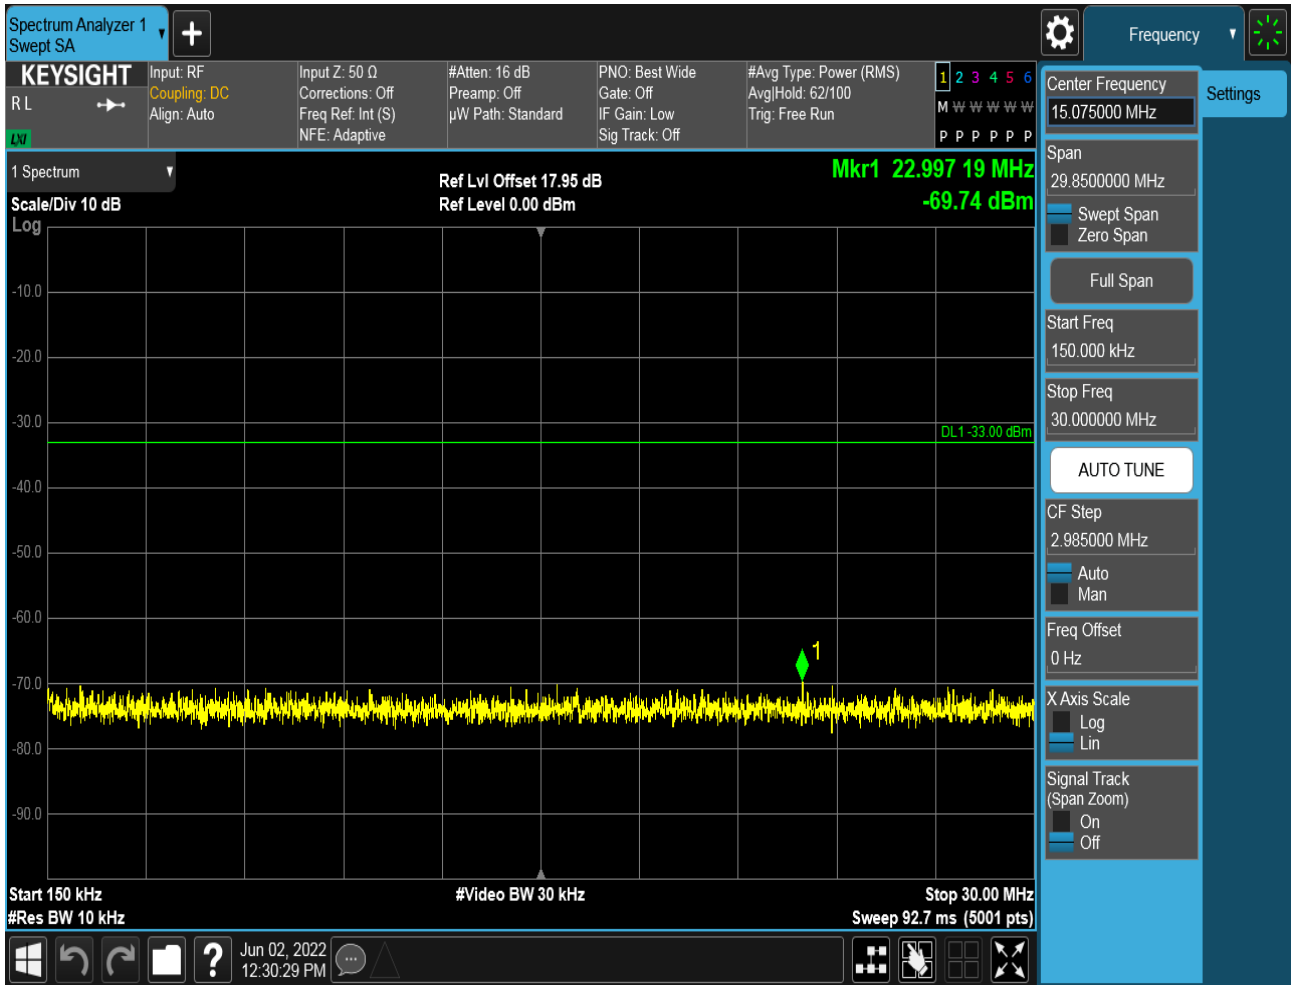 Spectrum Analyzer 1
Swept SA
Frequency
KEYSIGHT
R L
LXI
Input: RF
Coupling: DC
Align: Auto
Input Z: 50 Ω
Corrections: Off
Freq Ref: Int (S)
NFE: Adaptive
#Atten: 16 dB
Preamp: Off
µW Path: Standard
PNO: Best Wide
Gate: Off
IF Gain: Low
Sig Track: Off
#Avg Type: Power (RMS)
Avg|Hold: 62/100
Trig: Free Run
1 2 3 4 5 6
M W W W W W
P P P P P P
1 Spectrum
Scale/Div 10 dB
Log
Ref Lvl Offset 17.95 dB
Ref Level 0.00 dBm
Mkr1 22.997 19 MHz
-69.74 dBm
-10.0
-20.0
-30.0
DL1 -33.00 dBm
-40.0
-50.0
-60.0
1
-70.0
-80.0
-90.0
Start 150 kHz
#Video BW 30 kHz
Stop 30.00 MHz
#Res BW 10 kHz
Sweep 92.7 ms (5001 pts)
?
Jun 02, 2022
12:30:29 PM
Center Frequency
15.075000 MHz
Settings
Span
29.8500000 MHz
Swept Span
Zero Span
Full Span
Start Freq
150.000 kHz
Stop Freq
30.000000 MHz
AUTO TUNE
CF Step
2.985000 MHz
Auto
Man
Freq Offset
0 Hz
X Axis Scale
Log
Lin
Signal Track
(Span Zoom)
On
Off